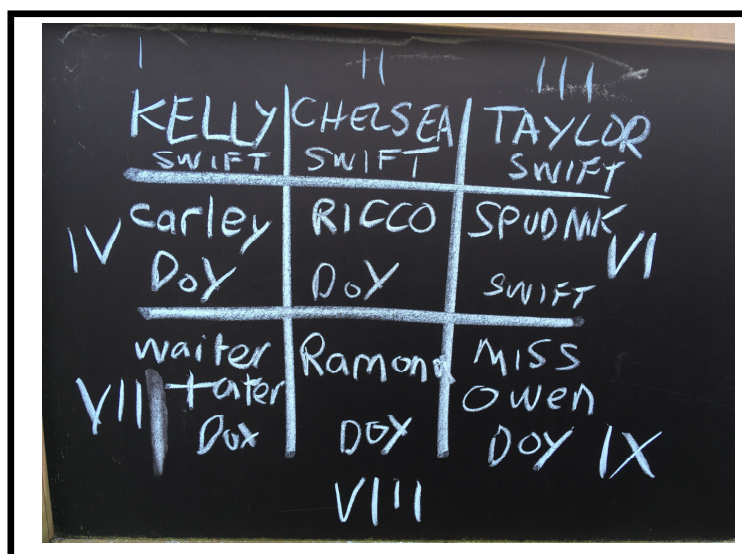 I II III
KELLY CHELSEA TAYLOR
SWIFT SWIFT SWIFT
IV carley RICCO SPUDNIK VI
DOY DOY SWIFT
waiter Ramona MISS
VII tater owen
DOY DOY DOY IX
VIII